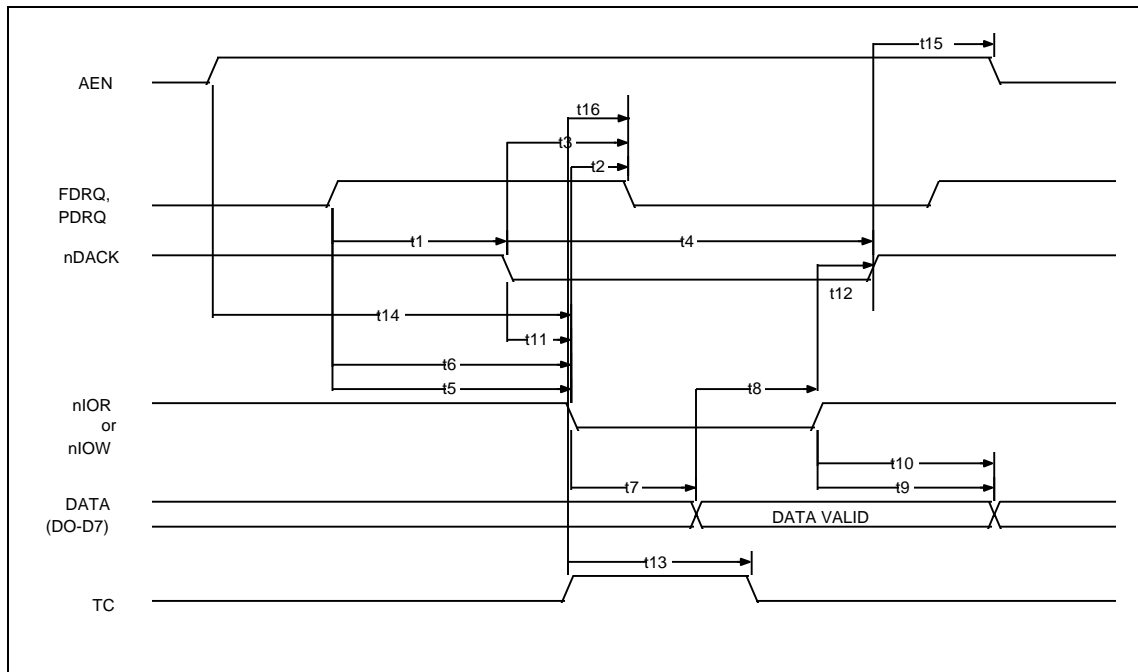 t15
AEN
t16
t3
t2
FDRQ,
PDRQ
t1
t4
nDACK
t12
t14
t11
t6
t5
t8
nIOR
or
nIOW
t10
t9
t7
DATA
(DO-D7)
DATA VALID
t13
TC